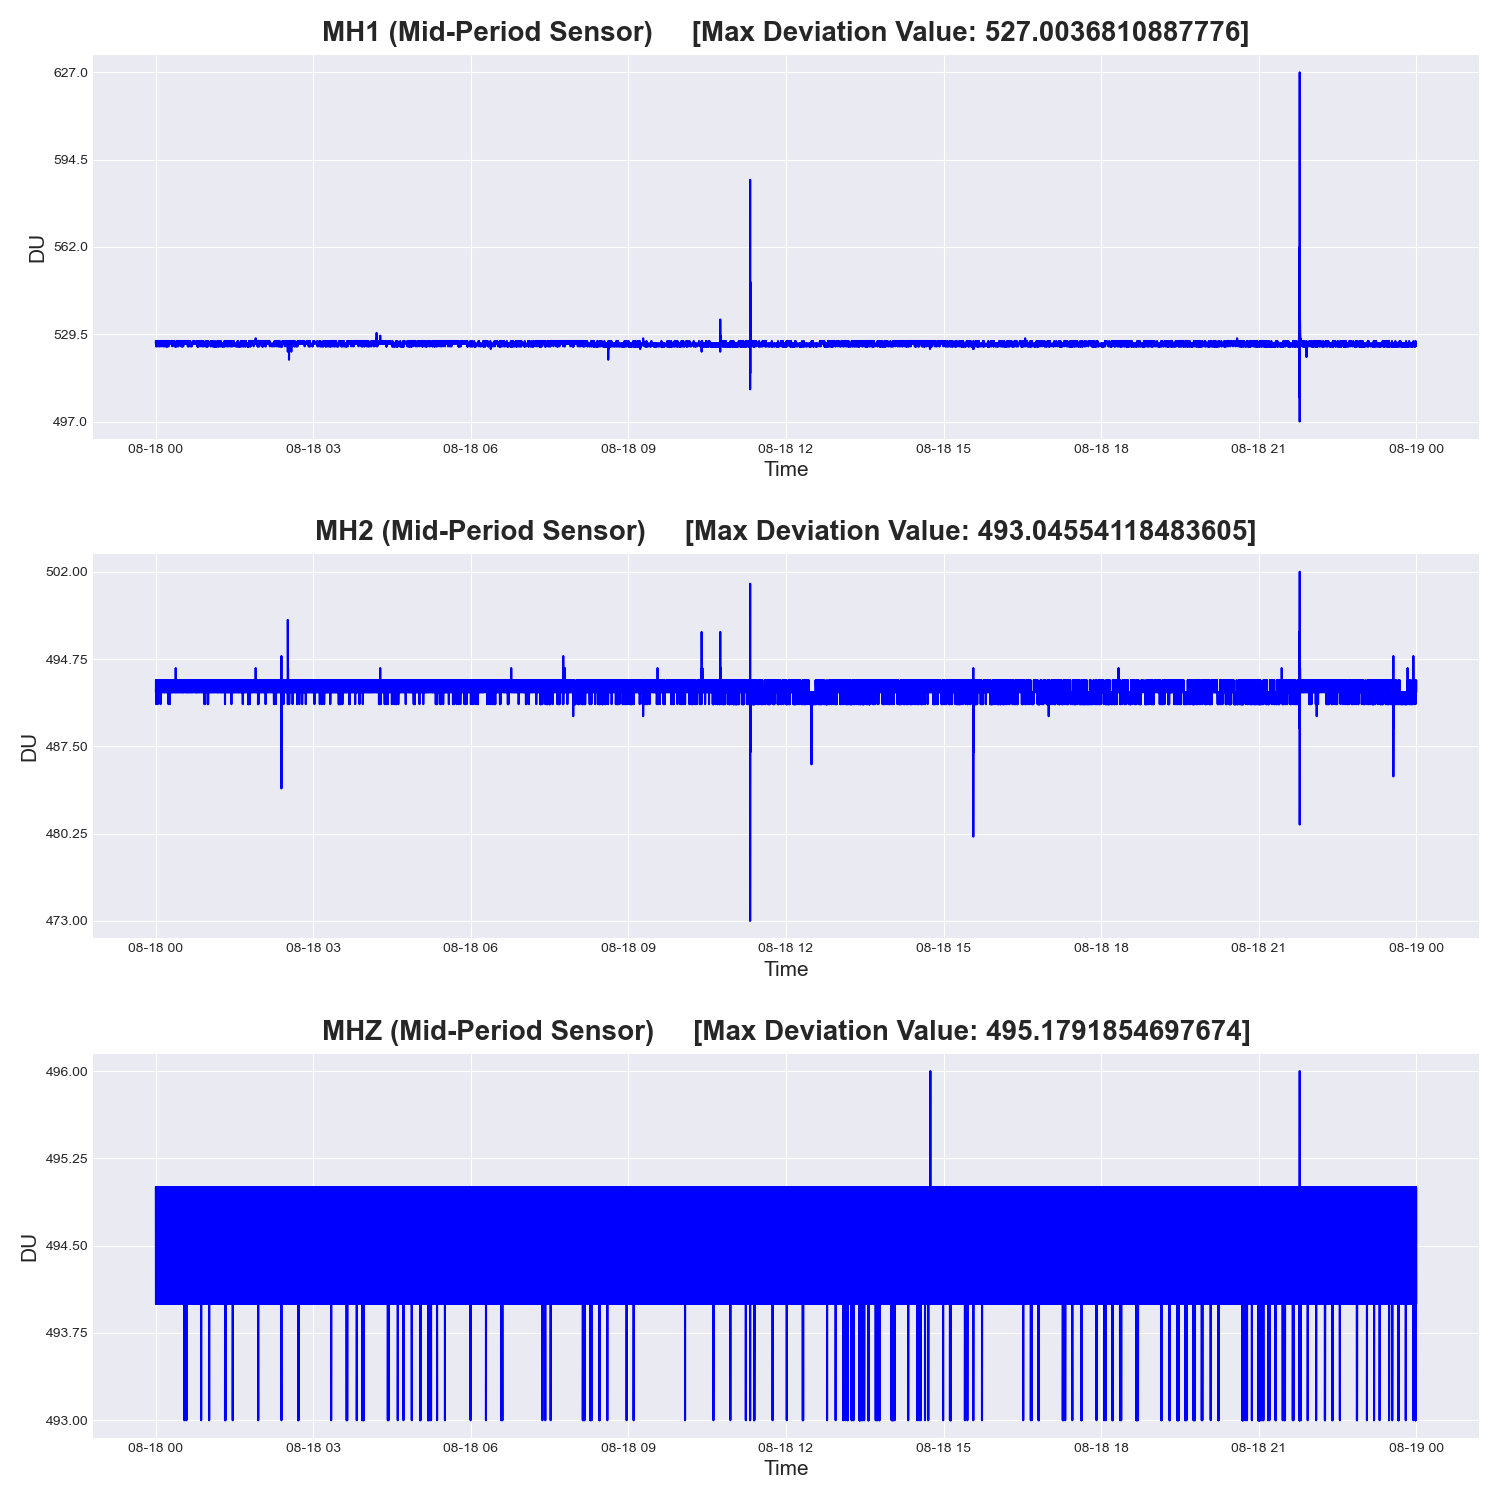 MH1 (Mid-Period Sensor) [Max Deviation Value: 527.0036810887776]
627.0
594.5
562.0
529.5
497.0
DU
08-18 00 08-18 03 08-18 06 08-18 09 08-18 12 08-18 15 08-18 18 08-18 21 08-19 00
Time
MH2 (Mid-Period Sensor) [Max Deviation Value: 493.04554118483605]
502.00
494.75
487.50
480.25
473.00
DU
08-18 00 08-18 03 08-18 06 08-18 09 08-18 12 08-18 15 08-18 18 08-18 21 08-19 00
Time
MHZ (Mid-Period Sensor) [Max Deviation Value: 495.1791854697674]
496.00
495.25
494.50
493.75
493.00
DU
08-18 00 08-18 03 08-18 06 08-18 09 08-18 12 08-18 15 08-18 18 08-18 21 08-19 00
Time